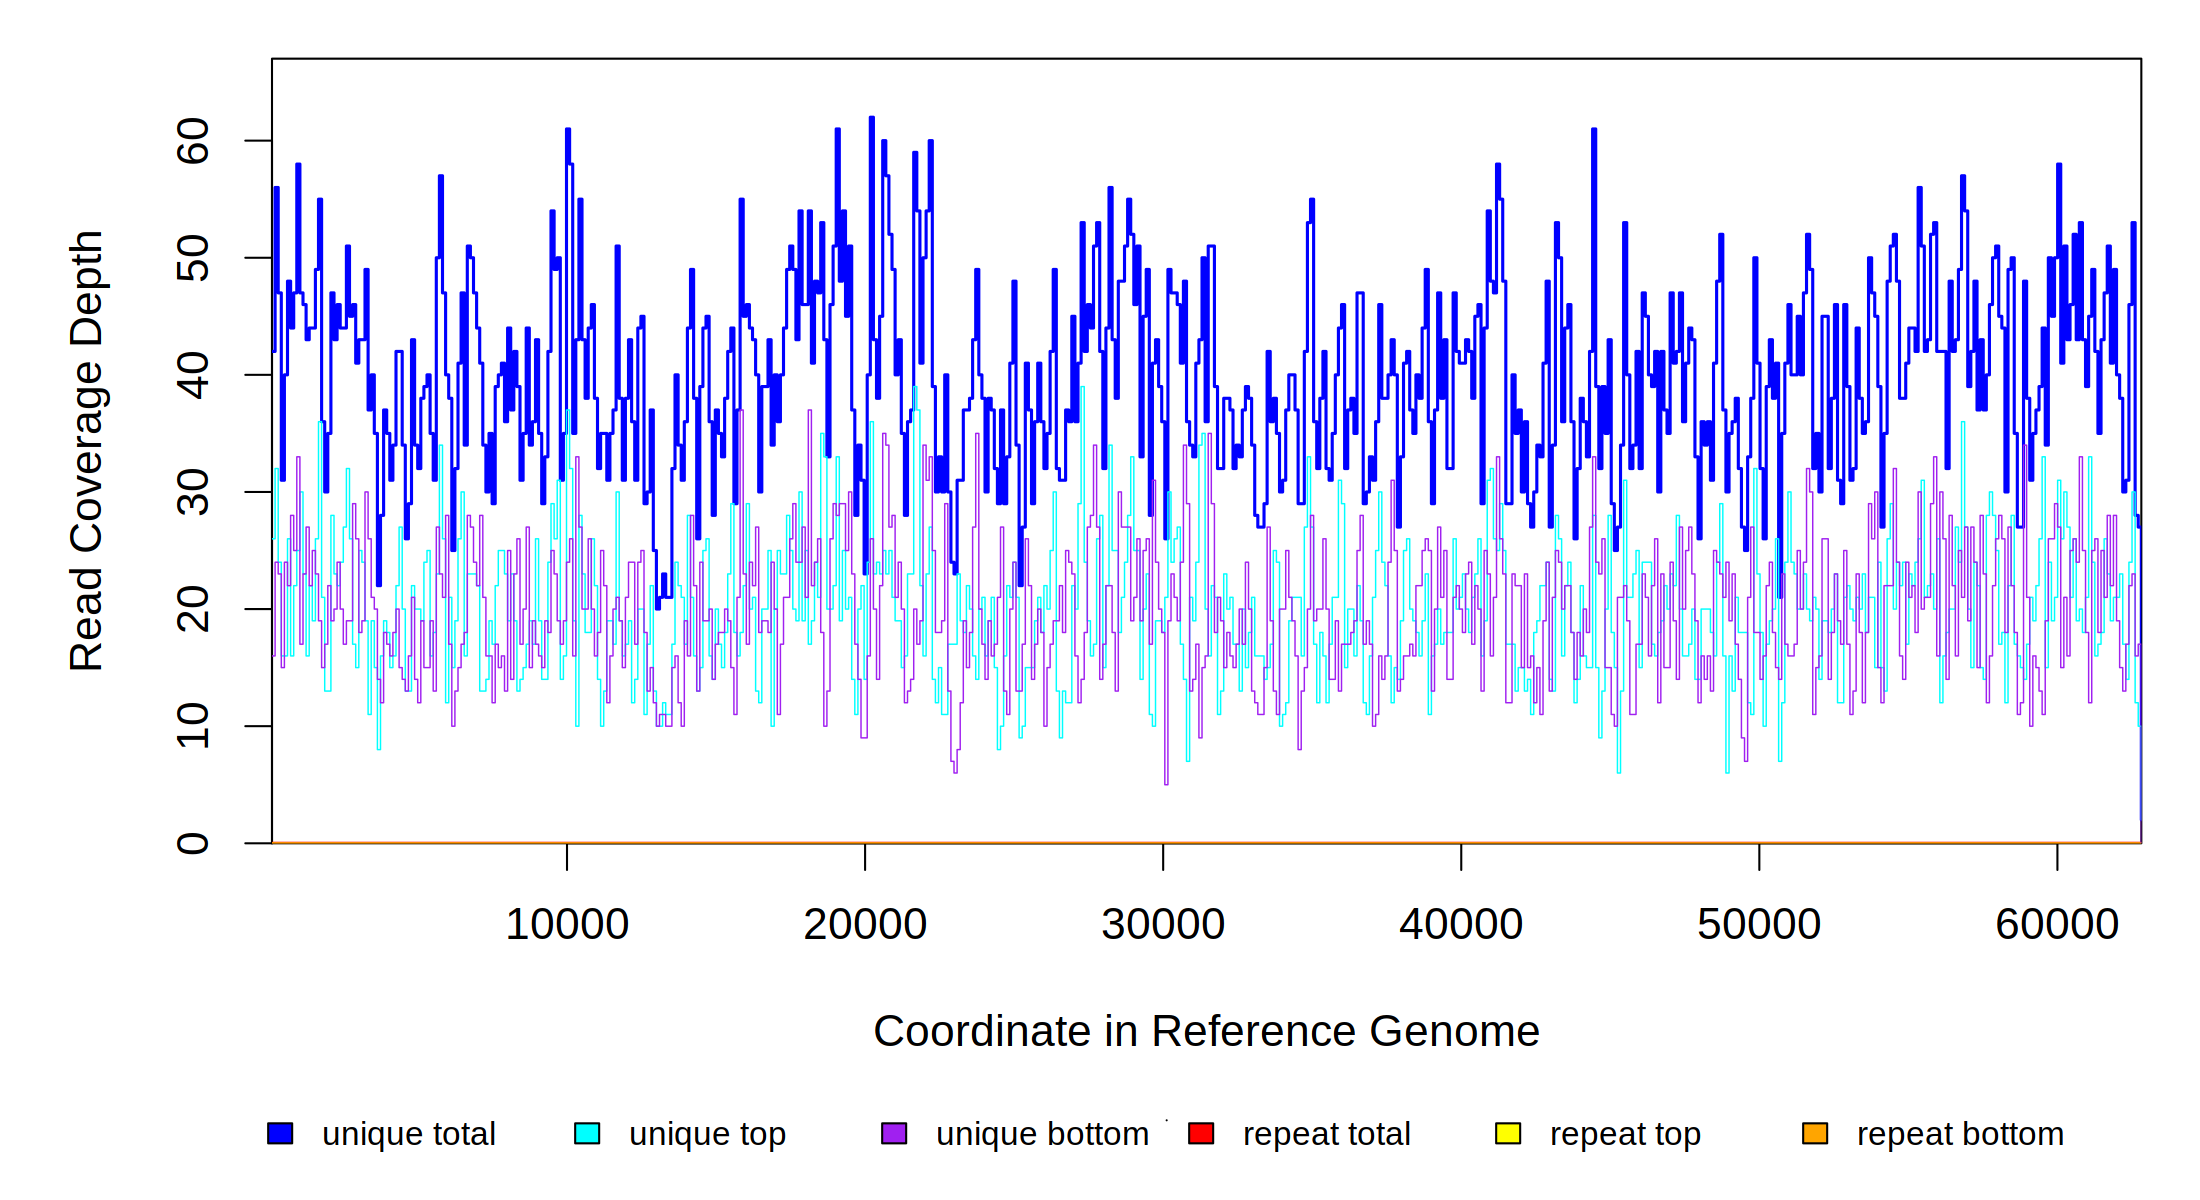 Read Coverage Depth
60
50
40
30
20
10
0
10000 20000 30000 40000 50000 60000
Coordinate in Reference Genome
unique total unique top unique bottom repeat total repeat top repeat bottom